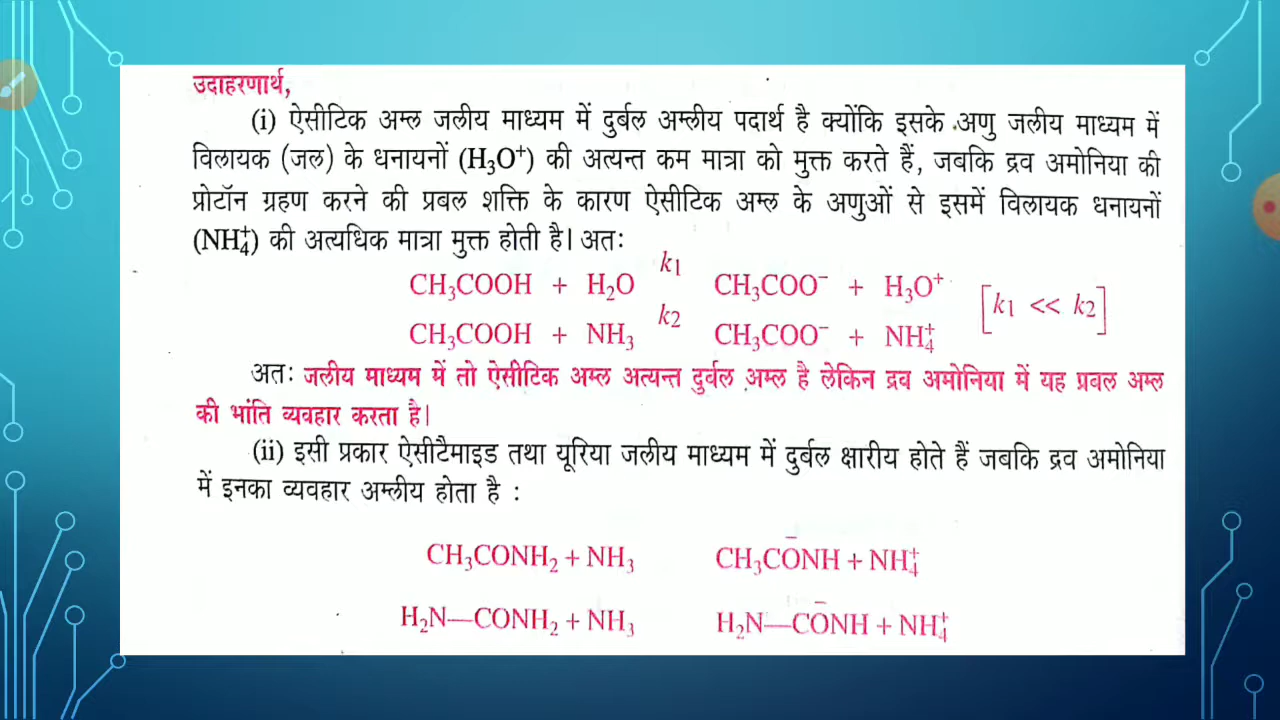 उदाहरणार्थ,
(i) ऐसीटिक अम्ल जलीय माध्यम में दुर्बल अम्लीय पदार्थ है क्योंकि इसके अणु जलीय माध्यम में
विलायक (जल) के धनायनों (H₃O⁺) की अत्यन्त कम मात्रा को मुक्त करते हैं, जबकि द्रव अमोनिया की
प्रोटॉन ग्रहण करने की प्रबल शक्ति के कारण ऐसीटिक अम्ल के अणुओं से इसमें विलायक धनायनों
(NH₄⁺) की अत्यधिक मात्रा मुक्त होती है। अतः
CH₃COOH + H₂O k₁ CH₃COO⁻ + H₃O⁺
CH₃COOH + NH₃ k₂ CH₃COO⁻ + NH₄⁺ [k₁ << k₂]
अतः जलीय माध्यम में तो ऐसीटिक अम्ल अत्यन्त दुर्बल अम्ल है लेकिन द्रव अमोनिया में यह प्रबल अम्ल
की भांति व्यवहार करता है।
(ii) इसी प्रकार ऐसीटैमाइड तथा यूरिया जलीय माध्यम में दुर्बल क्षारीय होते हैं जबकि द्रव अमोनिया
में इनका व्यवहार अम्लीय होता है :
CH₃CONH₂ + NH₃ CH₃CŌNH + NH₄⁺
H₂N—CONH₂ + NH₃ H₂N—CŌNH + NH₄⁺